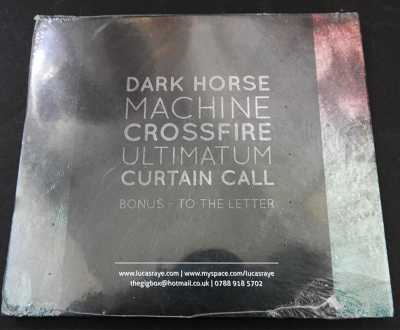 DARK HORSE
MACHINE
CROSSFIRE
ULTIMATUM
CURTAIN CALL
BONUS - TO THE LETTER
www.lucasraye.com | www.myspace.com/lucasraye
thegigbox@hotmail.co.uk | 0788 918 5702